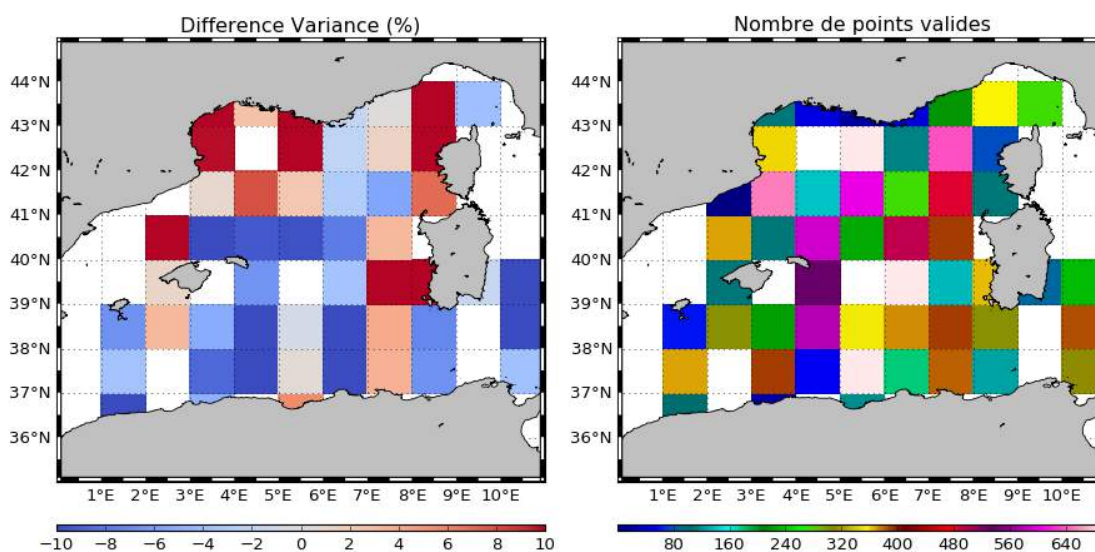 Difference Variance (%)
Nombre de points valides
44°N
43°N
42°N
41°N
40°N
39°N
38°N
37°N
36°N
1°E 2°E 3°E 4°E 5°E 6°E 7°E 8°E 9°E 10°E
−10 −8 −6 −4 −2 0 2 4 6 8 10
44°N
43°N
42°N
41°N
40°N
39°N
38°N
37°N
36°N
1°E 2°E 3°E 4°E 5°E 6°E 7°E 8°E 9°E 10°E
80 160 240 320 400 480 560 640